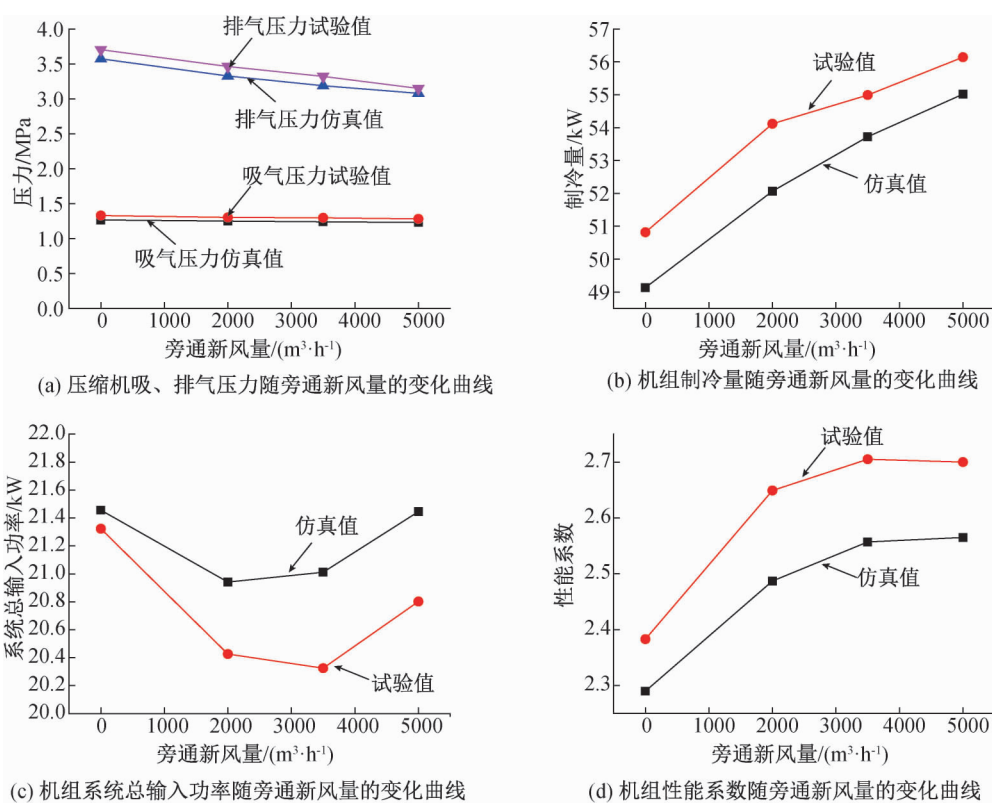 4.0
3.5
3.0
2.5
2.0
1.5
1.0
0.5
0.0
压力/MPa
排气压力试验值
排气压力仿真值
吸气压力试验值
吸气压力仿真值
0 1000 2000 3000 4000 5000
旁通新风量/(m³·h⁻¹)
(a) 压缩机吸、排气压力随旁通新风量的变化曲线
57
56
55
54
53
52
51
50
49
制冷量/kW
试验值
仿真值
0 1000 2000 3000 4000 5000
旁通新风量/(m³·h⁻¹)
(b) 机组制冷量随旁通新风量的变化曲线
22.0
21.8
21.6
21.4
21.2
21.0
20.8
20.6
20.4
20.2
20.0
系统总输入功率/kW
仿真值
试验值
0 1000 2000 3000 4000 5000
旁通新风量/(m³·h⁻¹)
(c) 机组系统总输入功率随旁通新风量的变化曲线
2.7
2.6
2.5
2.4
2.3
性能系数
试验值
仿真值
0 1000 2000 3000 4000 5000
旁通新风量/(m³·h⁻¹)
(d) 机组性能系数随旁通新风量的变化曲线